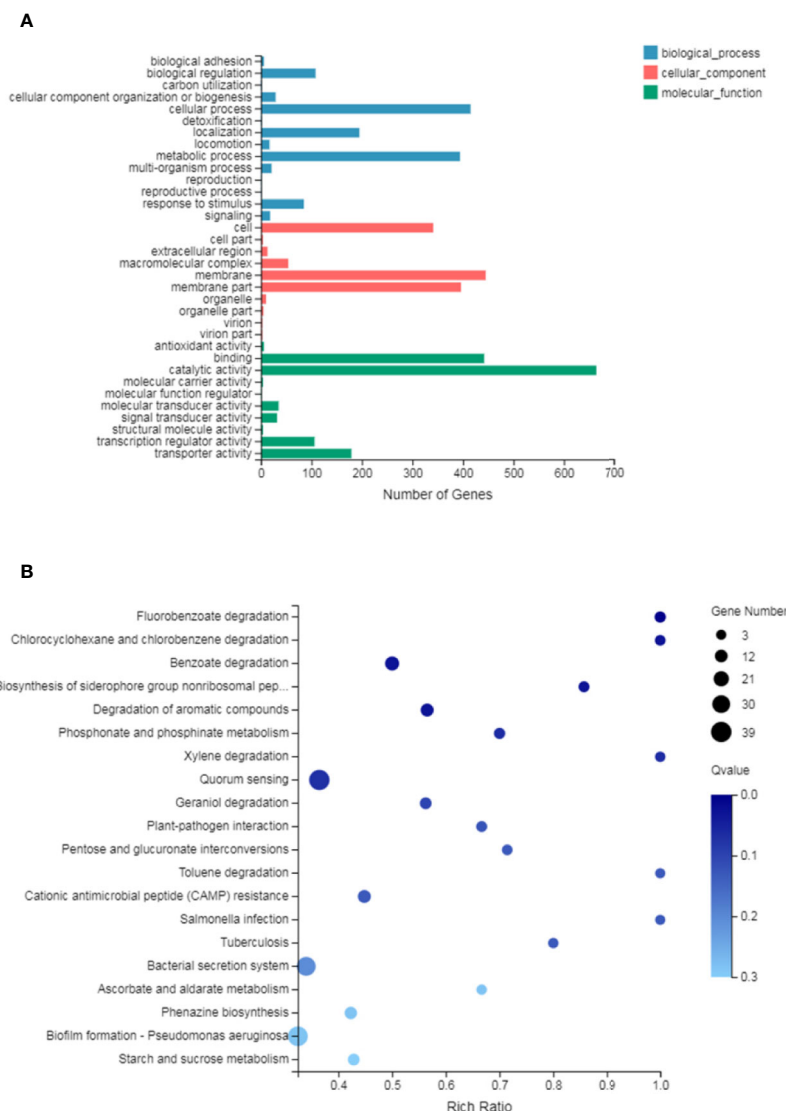 A
biological adhesion
biological regulation
carbon utilization
cellular component organization or biogenesis
cellular process
detoxification
localization
locomotion
metabolic process
multi-organism process
reproduction
reproductive process
response to stimulus
signaling
cell
cell part
extracellular region
macromolecular complex
membrane
membrane part
organelle
organelle part
virion
virion part
antioxidant activity
binding
catalytic activity
molecular carrier activity
molecular function regulator
molecular transducer activity
signal transducer activity
structural molecule activity
transcription regulator activity
transporter activity
0 100 200 300 400 500 600 700
Number of Genes
biological_process
cellular_component
molecular_function
B
Fluorobenzoate degradation
Chlorocyclohexane and chlorobenzene degradation
Benzoate degradation
Biosynthesis of siderophore group nonribosomal pep...
Degradation of aromatic compounds
Phosphonate and phosphinate metabolism
Xylene degradation
Quorum sensing
Geraniol degradation
Plant-pathogen interaction
Pentose and glucuronate interconversions
Toluene degradation
Cationic antimicrobial peptide (CAMP) resistance
Salmonella infection
Tuberculosis
Bacterial secretion system
Ascorbate and aldarate metabolism
Phenazine biosynthesis
Biofilm formation - Pseudomonas aeruginosa
Starch and sucrose metabolism
0.4 0.5 0.6 0.7 0.8 0.9 1.0
Rich Ratio
Gene Number
3
12
21
30
39
Qvalue
0.0
0.1
0.2
0.3